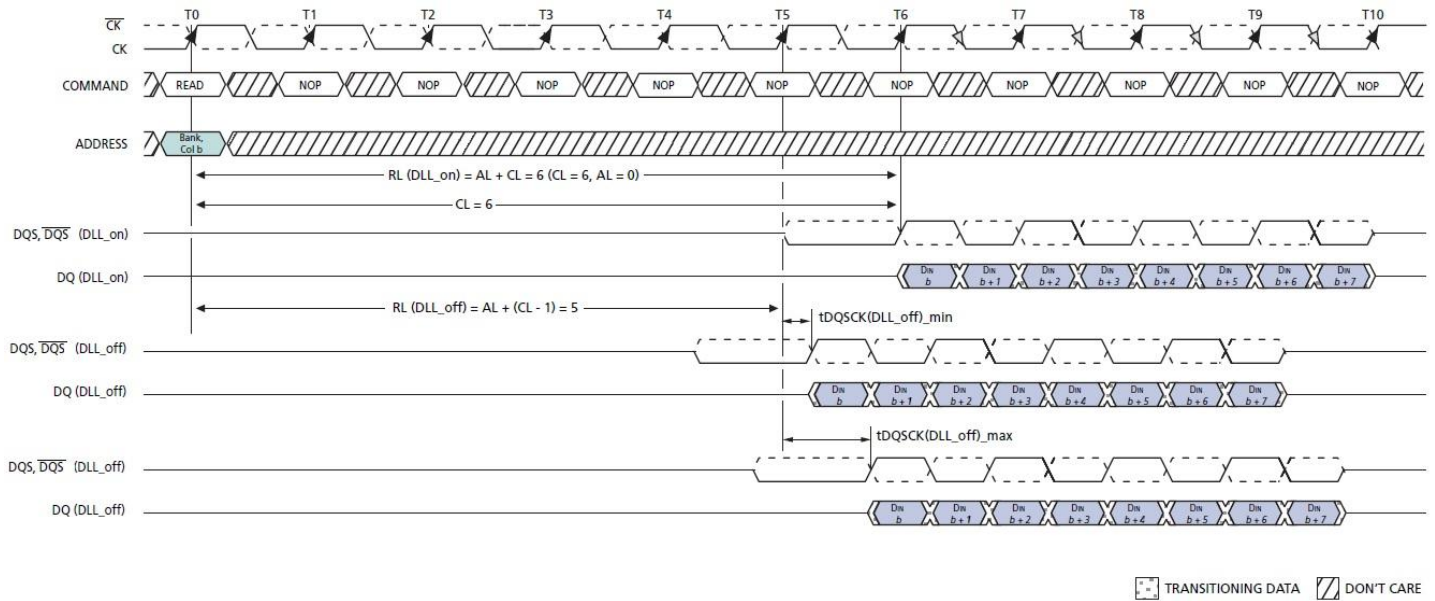 T0 T1 T2 T3 T4 T5 T6 T7 T8 T9 T10
CK
CK
COMMAND READ NOP NOP NOP NOP NOP NOP NOP NOP NOP NOP
ADDRESS Bank,
Col b
RL (DLL_on) = AL + CL = 6 (CL = 6, AL = 0)
CL = 6
DQS, DQS (DLL_on)
DQ (DLL_on) DIN DIN DIN DIN DIN DIN DIN DIN
b b + 1 b + 2 b + 3 b + 4 b + 5 b + 6 b + 7
RL (DLL_off) = AL + (CL - 1) = 5
tDQSCK(DLL_off)_min
DQS, DQS (DLL_off)
DQ (DLL_off) DIN DIN DIN DIN DIN DIN DIN DIN
b b + 1 b + 2 b + 3 b + 4 b + 5 b + 6 b + 7
tDQSCK(DLL_off)_max
DQS, DQS (DLL_off)
DQ (DLL_off) DIN DIN DIN DIN DIN DIN DIN DIN
b b + 1 b + 2 b + 3 b + 4 b + 5 b + 6 b + 7
TRANSITIONING DATA DON'T CARE